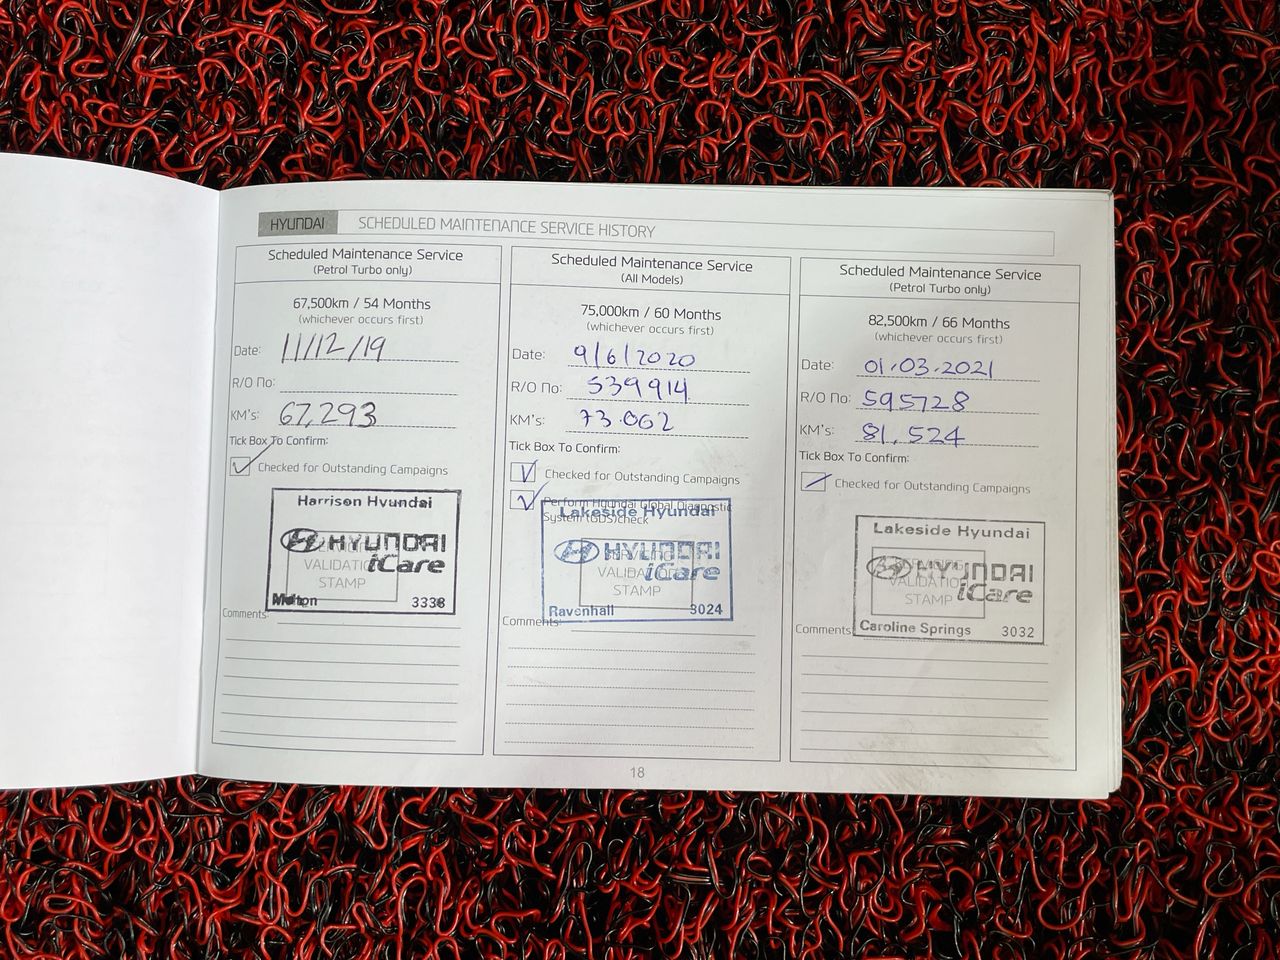 HYUNDAI SCHEDULED MAINTENANCE SERVICE HISTORY
Scheduled Maintenance Service
(Petrol Turbo only)
67,500km / 54 Months
(whichever occurs first)
Date: 11/12/19
R/O No:
KM's: 67,293
Tick Box To Confirm:
Checked for Outstanding Campaigns
Harrison Hyundai
HYUNDAI
iCare
VALIDATION
STAMP
Melton 3338
Comments:
Scheduled Maintenance Service
(All Models)
75,000km / 60 Months
(whichever occurs first)
Date: 9/6/2020
R/O No: 539914
KM's: 73.062
Tick Box To Confirm:
Checked for Outstanding Campaigns
Perform Hyundai Global Diagnostic
System (GDS)check
Lakeside Hyundai
HYUNDAI
SERVICING
VALIDATION
iCare
STAMP
Ravenhall 3024
Comments:
Scheduled Maintenance Service
(Petrol Turbo only)
82,500km / 66 Months
(whichever occurs first)
Date: 01.03.2021
R/O No: 595728
KM's: 81,524
Tick Box To Confirm:
Checked for Outstanding Campaigns
Lakeside Hyundai
HYUNDAI
VALIDATION
iCare
STAMP
Caroline Springs 3032
Comments:
18